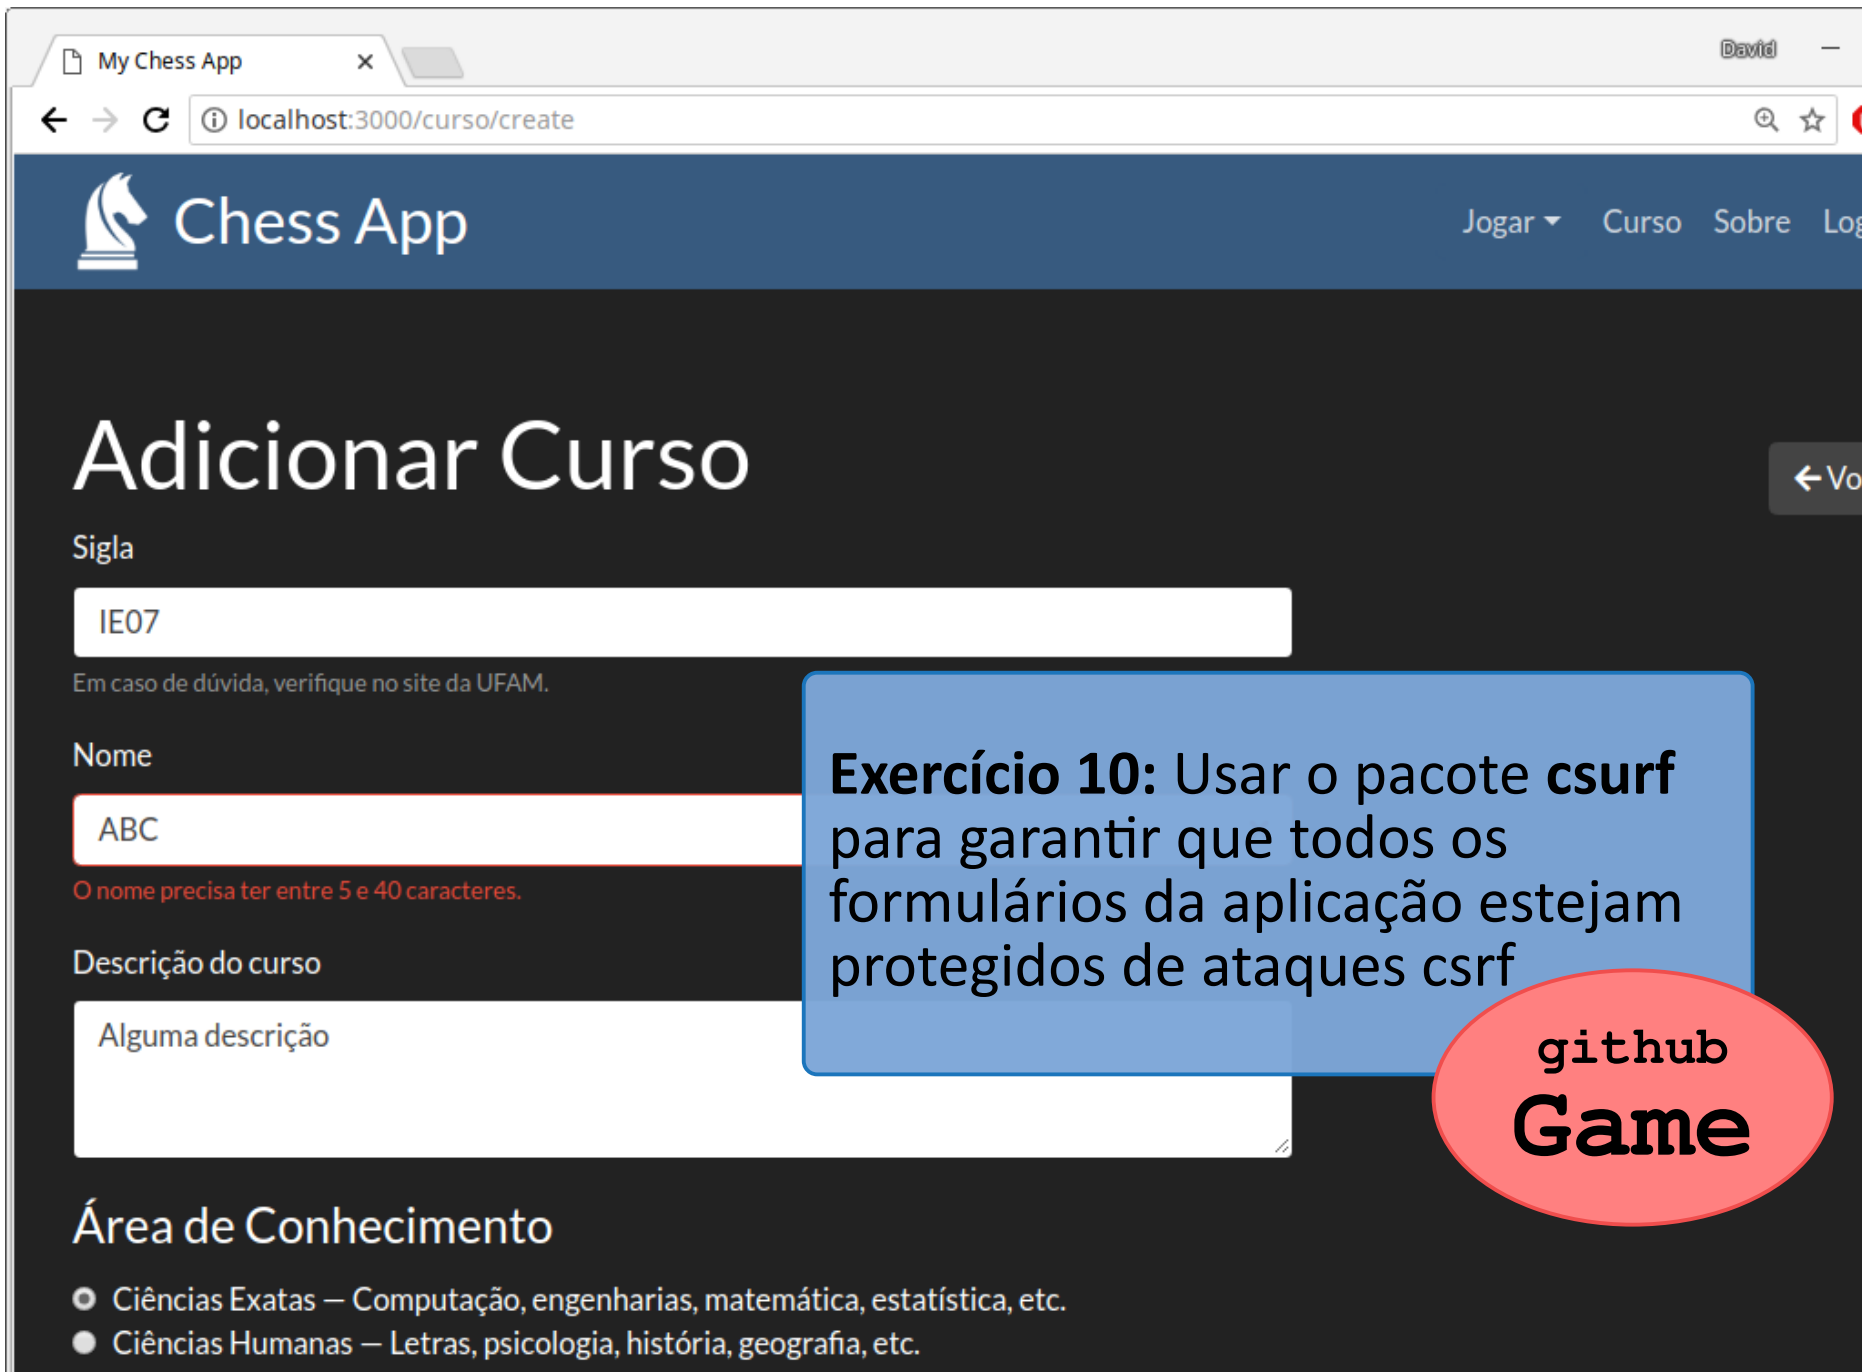 My Chess App
David
localhost:3000/curso/create
Chess App
Jogar Curso Sobre
Adicionar Curso
Sigla
IE07
Em caso de dúvida, verifique no site da UFAM.
Nome
ABC
O nome precisa ter entre 5 e 40 caracteres.
Descrição do curso
Alguma descrição
Exercício 10: Usar o pacote csurf
para garantir que todos os
formulários da aplicação estejam
protegidos de ataques csrf
github
Game
Área de Conhecimento
Ciências Exatas — Computação, engenharias, matemática, estatística, etc.
Ciências Humanas — Letras, psicologia, história, geografia, etc.